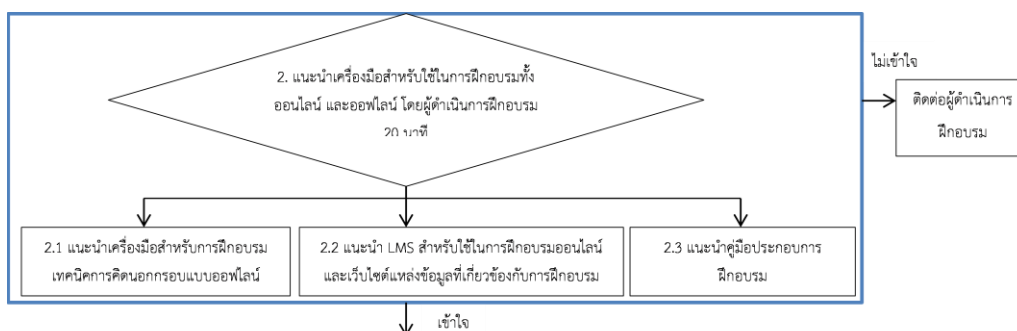 2. แนะนำเครื่องมือสำหรับใช้ในการฝึกอบรมทั้ง
ออนไลน์ และออฟไลน์ โดยผู้ดำเนินการฝึกอบรม
20 นาที
ไม่เข้าใจ
ติดต่อผู้ดำเนินการ
ฝึกอบรม
2.1 แนะนำเครื่องมือสำหรับการฝึกอบรม
เทคนิคการคิดนอกกรอบแบบออฟไลน์
2.2 แนะนำ LMS สำหรับใช้ในการฝึกอบรมออนไลน์
และเว็บไซต์แหล่งข้อมูลที่เกี่ยวข้องกับการฝึกอบรม
2.3 แนะนำคู่มือประกอบการ
ฝึกอบรม
เข้าใจ